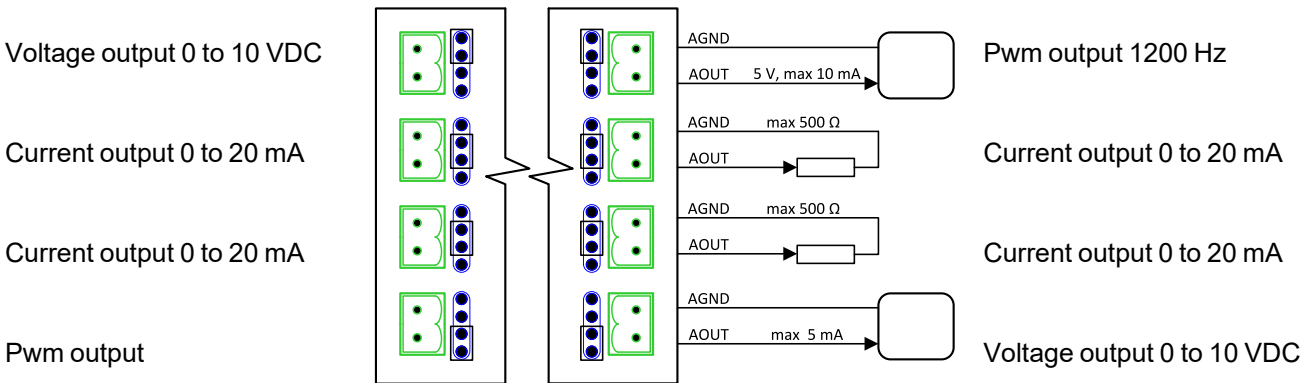 Voltage output 0 to 10 VDC
AGND
AOUT 5 V, max 10 mA
Pwm output 1200 Hz
Current output 0 to 20 mA
AGND max 500 Ω
AOUT
Current output 0 to 20 mA
Current output 0 to 20 mA
AGND max 500 Ω
AOUT
Current output 0 to 20 mA
Pwm output
AGND
AOUT max 5 mA
Voltage output 0 to 10 VDC